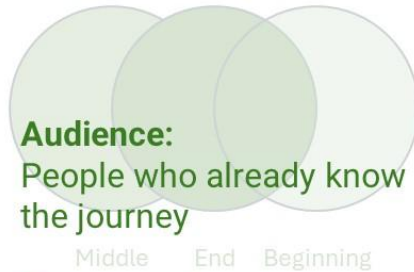 Audience:
People who already know
the journey
Middle End Beginning